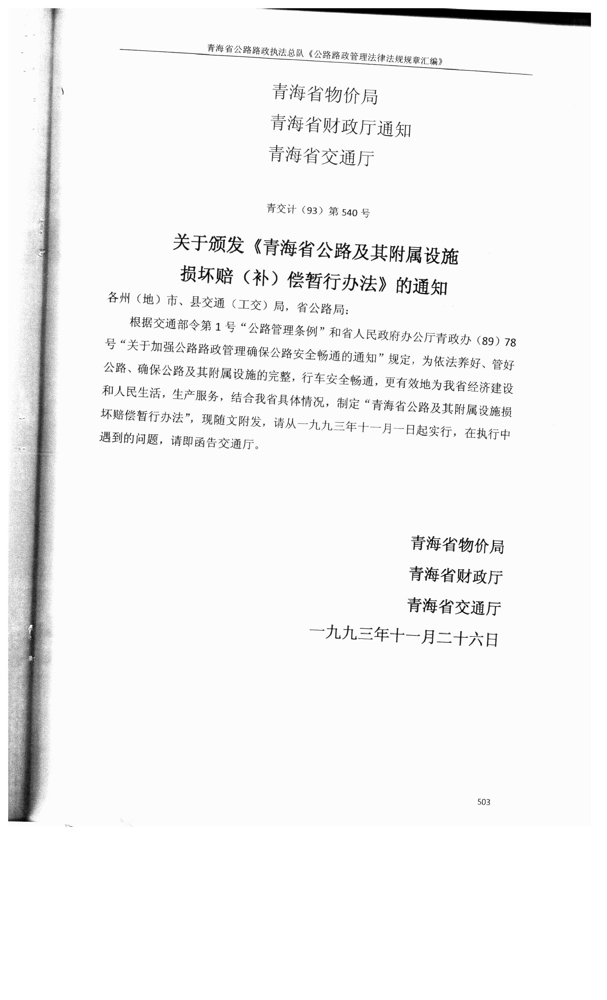 青海省公路路政执法总队《公路路政管理法律法规规章汇编》
青海省物价局
青海省财政厅通知
青海省交通厅
青交计（93）第 540 号
关于颁发《青海省公路及其附属设施
损坏赔（补）偿暂行办法》的通知
各州（地）市、县交通（工交）局，省公路局：
根据交通部令第 1 号“公路管理条例”和省人民政府办公厅青政办（89）78
号“关于加强公路路政管理确保公路安全畅通的通知”规定，为依法养好、管好
公路、确保公路及其附属设施的完整，行车安全畅通，更有效地为我省经济建设
和人民生活，生产服务，结合我省具体情况，制定“青海省公路及其附属设施损
坏赔偿暂行办法”，现随文附发，请从一九九三年十一月一日起实行，在执行中
遇到的问题，请即函告交通厅。
青海省物价局
青海省财政厅
青海省交通厅
一九九三年十一月二十六日
503